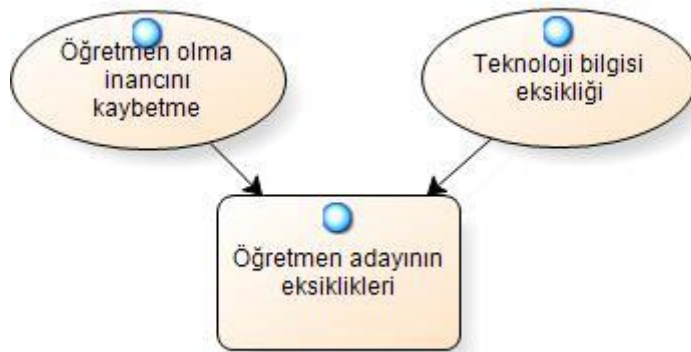 Öğretmen olma
inancını
kaybetme
Teknoloji bilgisi
eksikliği
Öğretmen adayının
eksiklikleri